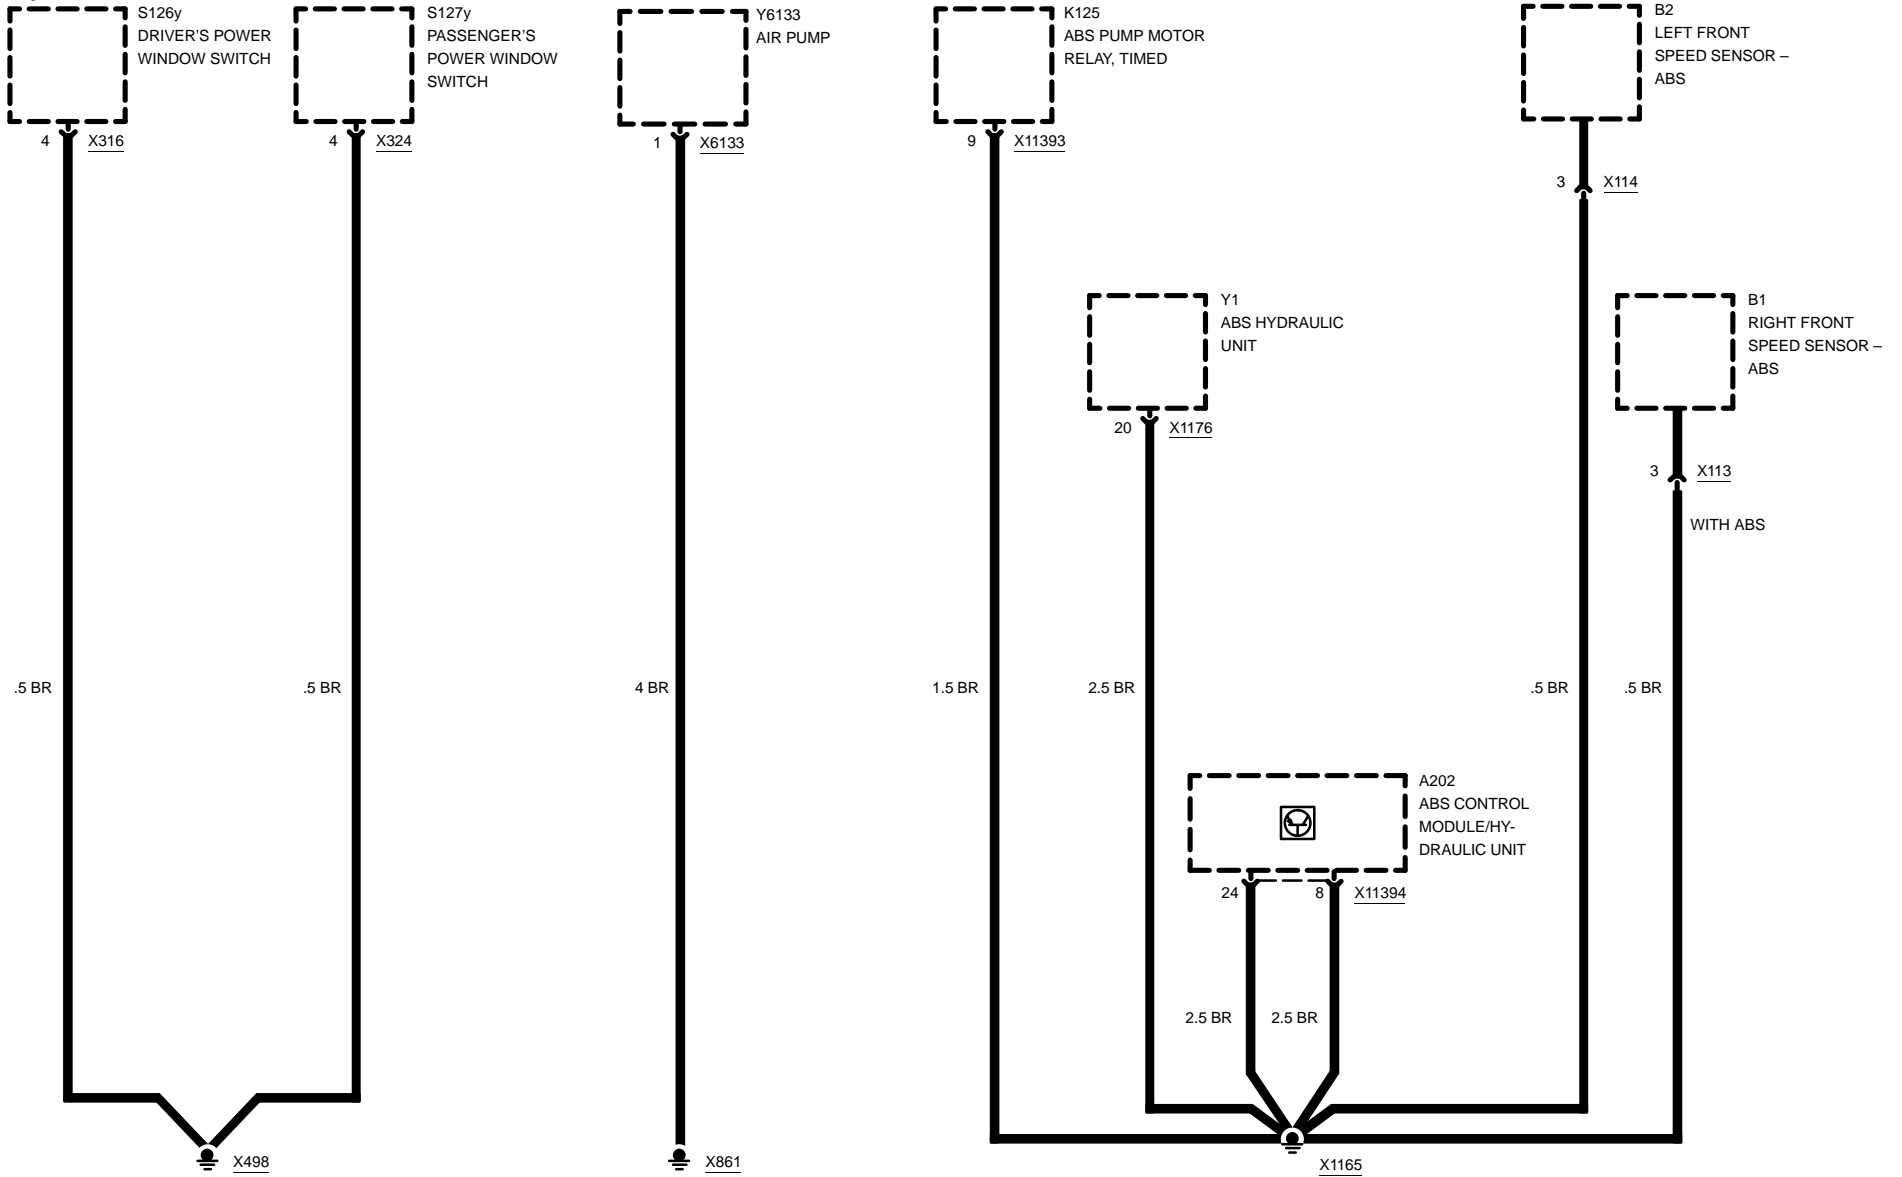 S126y
DRIVER’S POWER
WINDOW SWITCH
4
X316
S127y
PASSENGER’S
POWER WINDOW
SWITCH
4
X324
Y6133
AIR PUMP
1
X6133
K125
ABS PUMP MOTOR
RELAY, TIMED
9
X11393
B2
LEFT FRONT
SPEED SENSOR –
ABS
3
X114
Y1
ABS HYDRAULIC
UNIT
20
X1176
B1
RIGHT FRONT
SPEED SENSOR –
ABS
3
X113
WITH ABS
.5 BR
.5 BR
4 BR
1.5 BR
2.5 BR
.5 BR
.5 BR
A202
ABS CONTROL
MODULE/HY-
DRAULIC UNIT
24
8
X11394
2.5 BR
2.5 BR
X498
X861
X1165